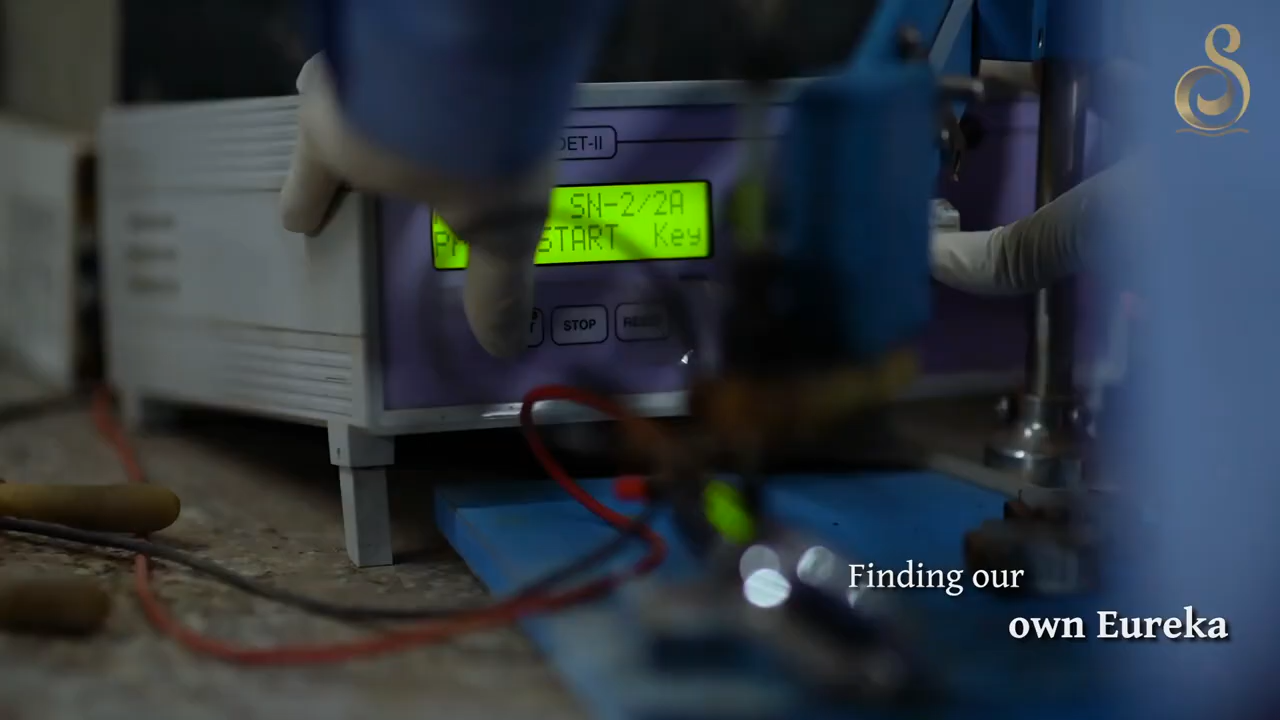 DET-II
SN-2/2A
START Key
STOP
Finding our
own Eureka